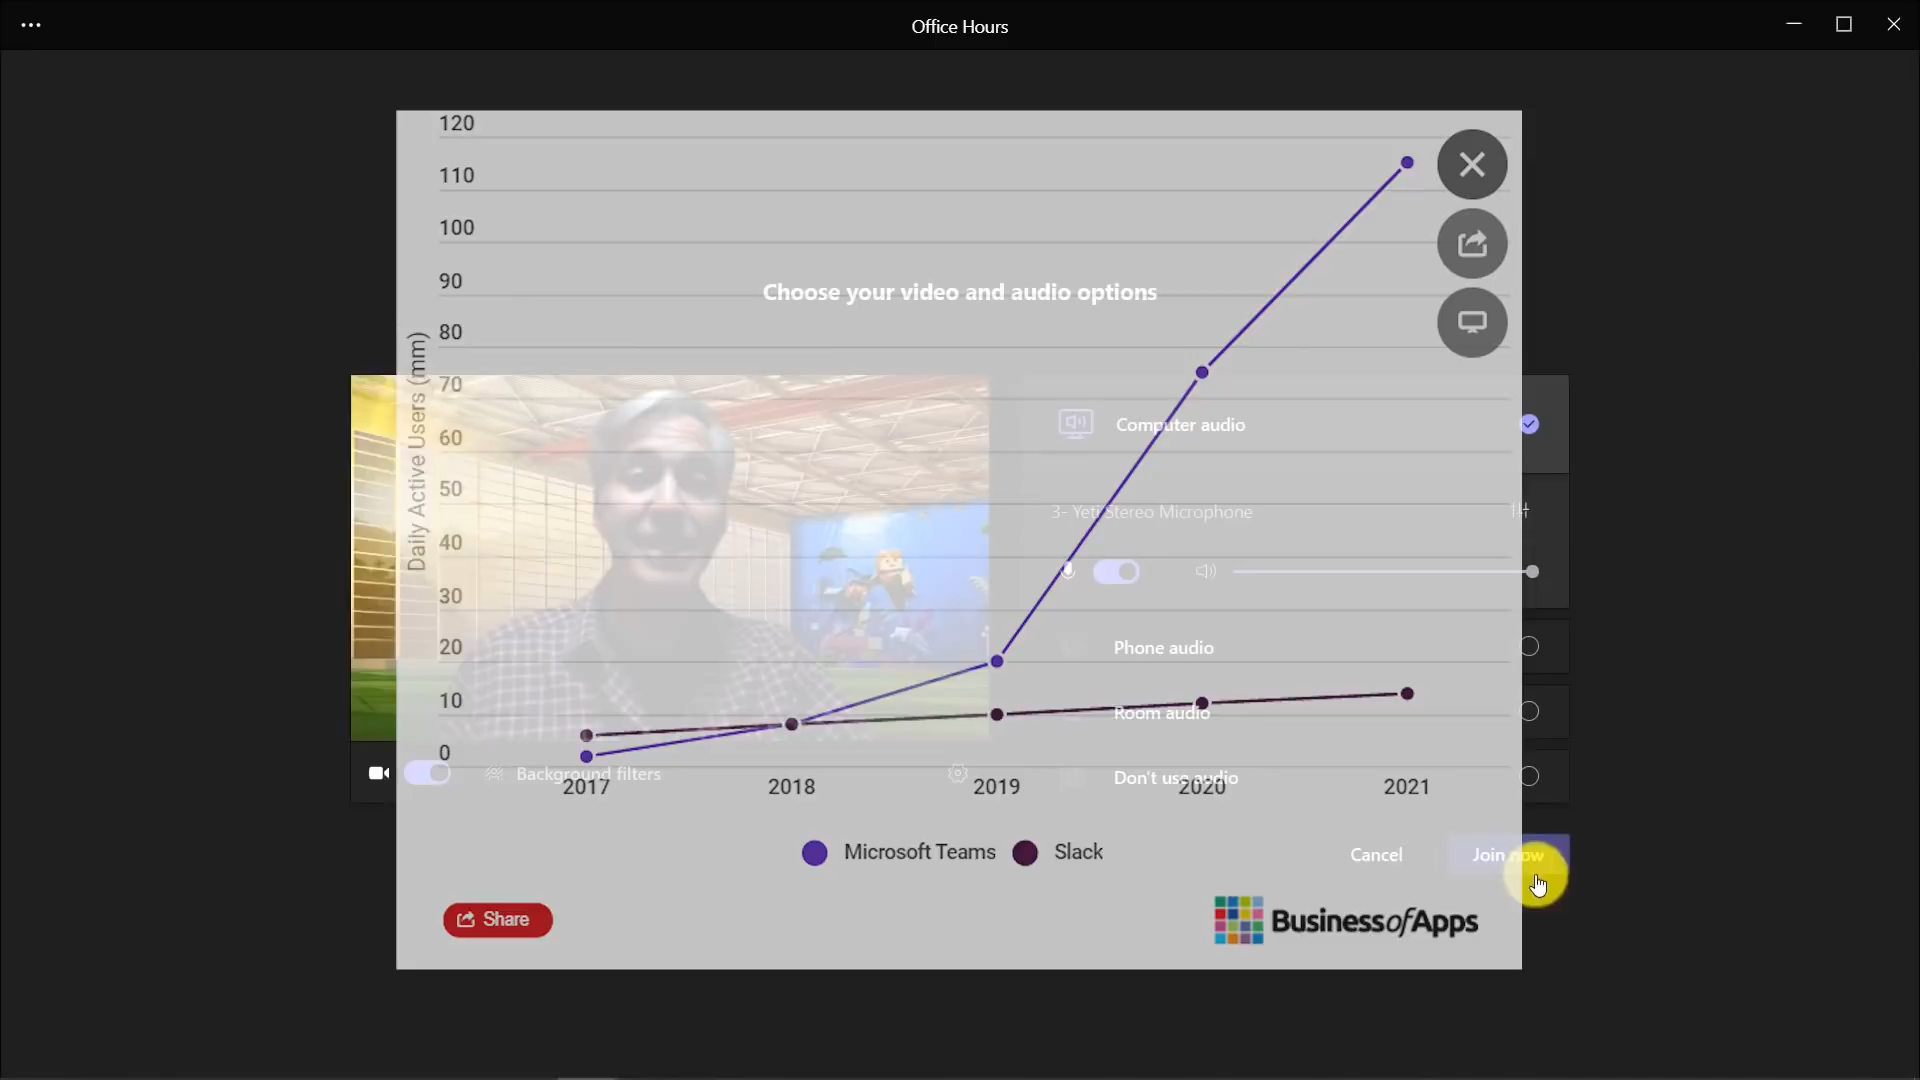 Office Hours
120
110
100
90
80
70
60
50
40
30
20
10
0
Daily Active Users (mm)
Choose your video and audio options
Computer audio
3- Yeti Stereo Microphone
Phone audio
Room audio
Don't use audio
Background filters
2017 2018 2019 2020 2021
Microsoft Teams Slack
Cancel Join now
Share
BusinessofApps